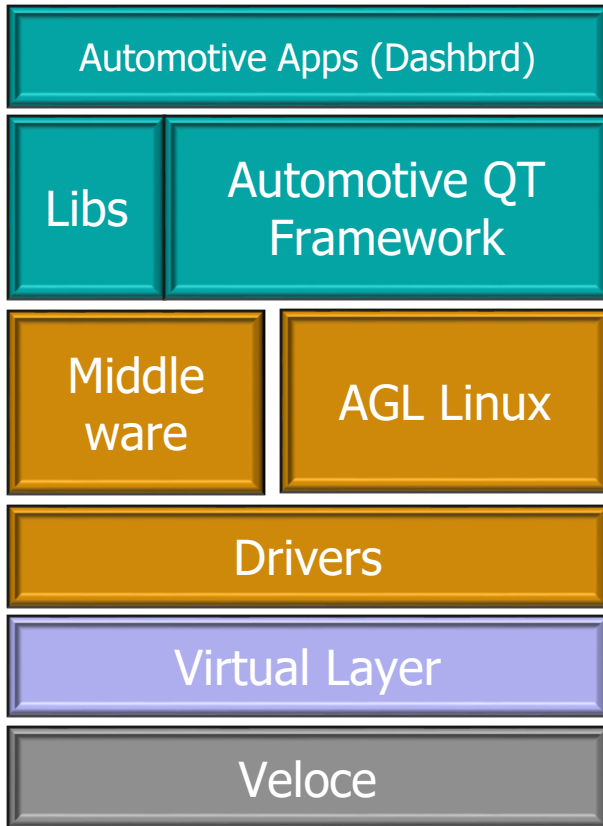 Automotive Apps (Dashbrd)
Libs
Automotive QT
Framework
Middle
ware
AGL Linux
Drivers
Virtual Layer
Veloce